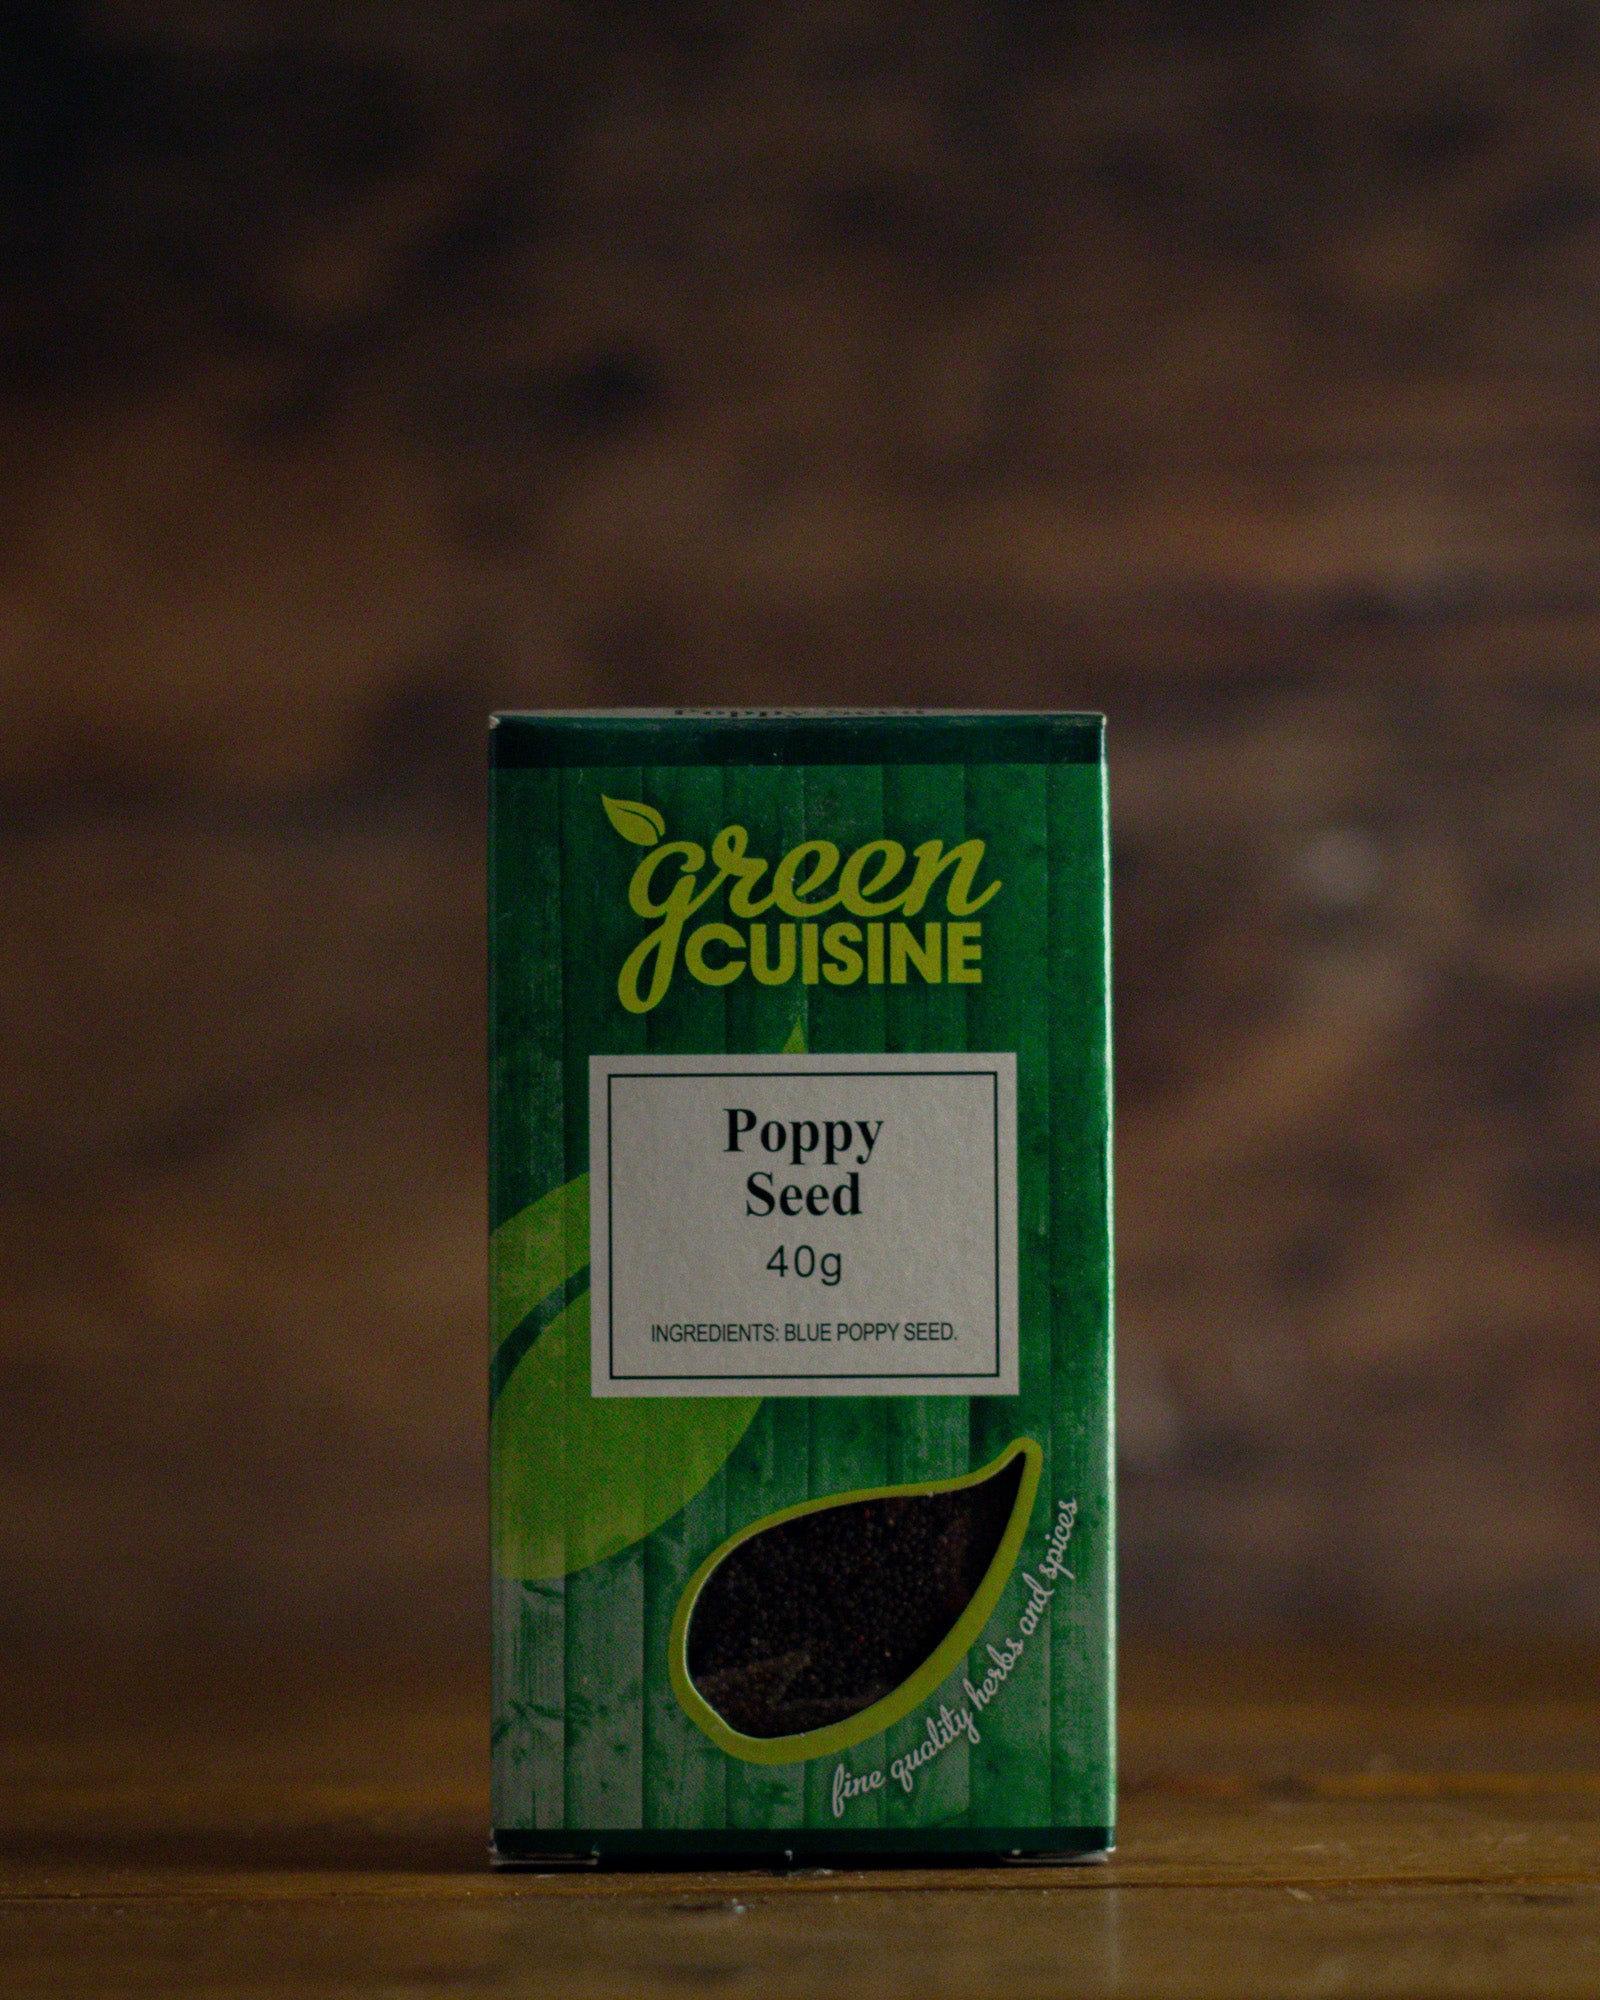 green
CUISINE
Poppy
Seed
40g
INGREDIENTS: BLUE POPPY SEED.
fine quality herbs and spices